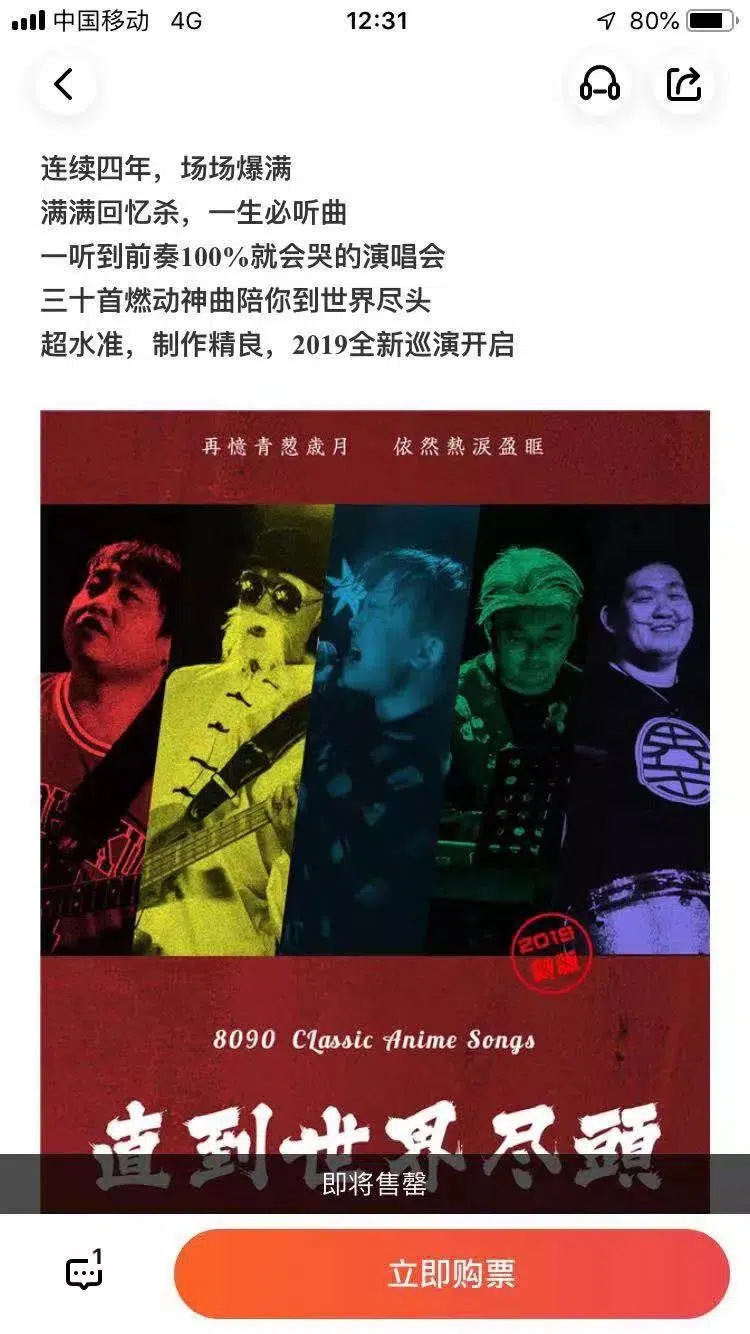 中国移动 4G 12:31 80%
连续四年，场场爆满
满满回忆杀，一生必听曲
一听到前奏100%就会哭的演唱会
三十首燃动神曲陪你到世界尽头
超水准，制作精良，2019全新巡演开启
再憶青葱歲月 依然熱淚盈眶
2019
8090 Classic Anime Songs
直到世界尽頭
即将售罄
1
立即购票